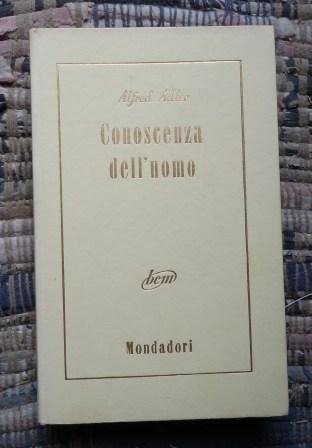 Alfred Adler
Conoscenza
dell'uomo
bcm
Mondadori